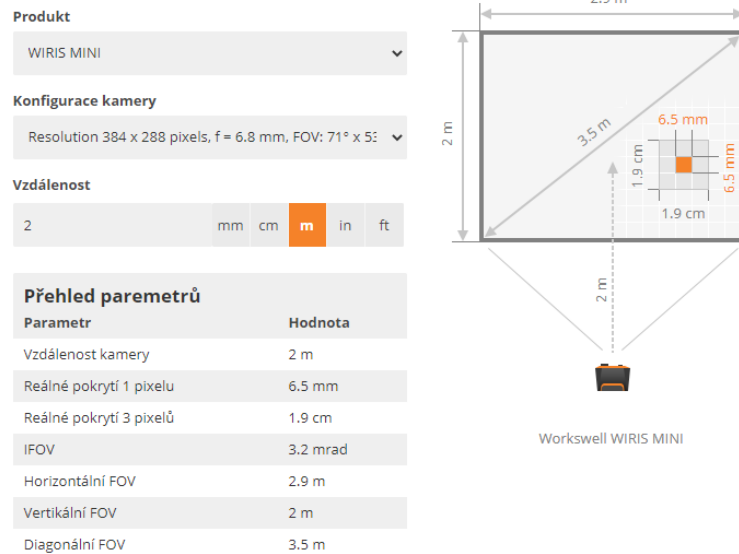 Produkt
WIRIS MINI
Konfigurace kamery
Resolution 384 x 288 pixels, f = 6.8 mm, FOV: 71° x
Vzdálenost
2 mm cm m in ft
Přehled paremetrů
Parametr Hodnota
Vzdálenost kamery 2 m
Reálné pokrytí 1 pixelu 6.5 mm
Reálné pokrytí 3 pixelů 1.9 cm
IFOV 3.2 mrad
Horizontální FOV 2.9 m
Vertikální FOV 2 m
Diagonální FOV 3.5 m
2.9 m
2 m
3.5 m
6.5 mm
1.9 cm
6.5 mm
1.9 cm
2 m
Workswell WIRIS MINI